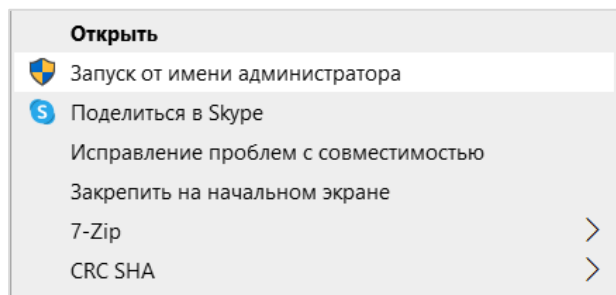 Открыть
Запуск от имени администратора
Поделиться в Skype
Исправление проблем с совместимостью
Закрепить на начальном экране
7-Zip
CRC SHA